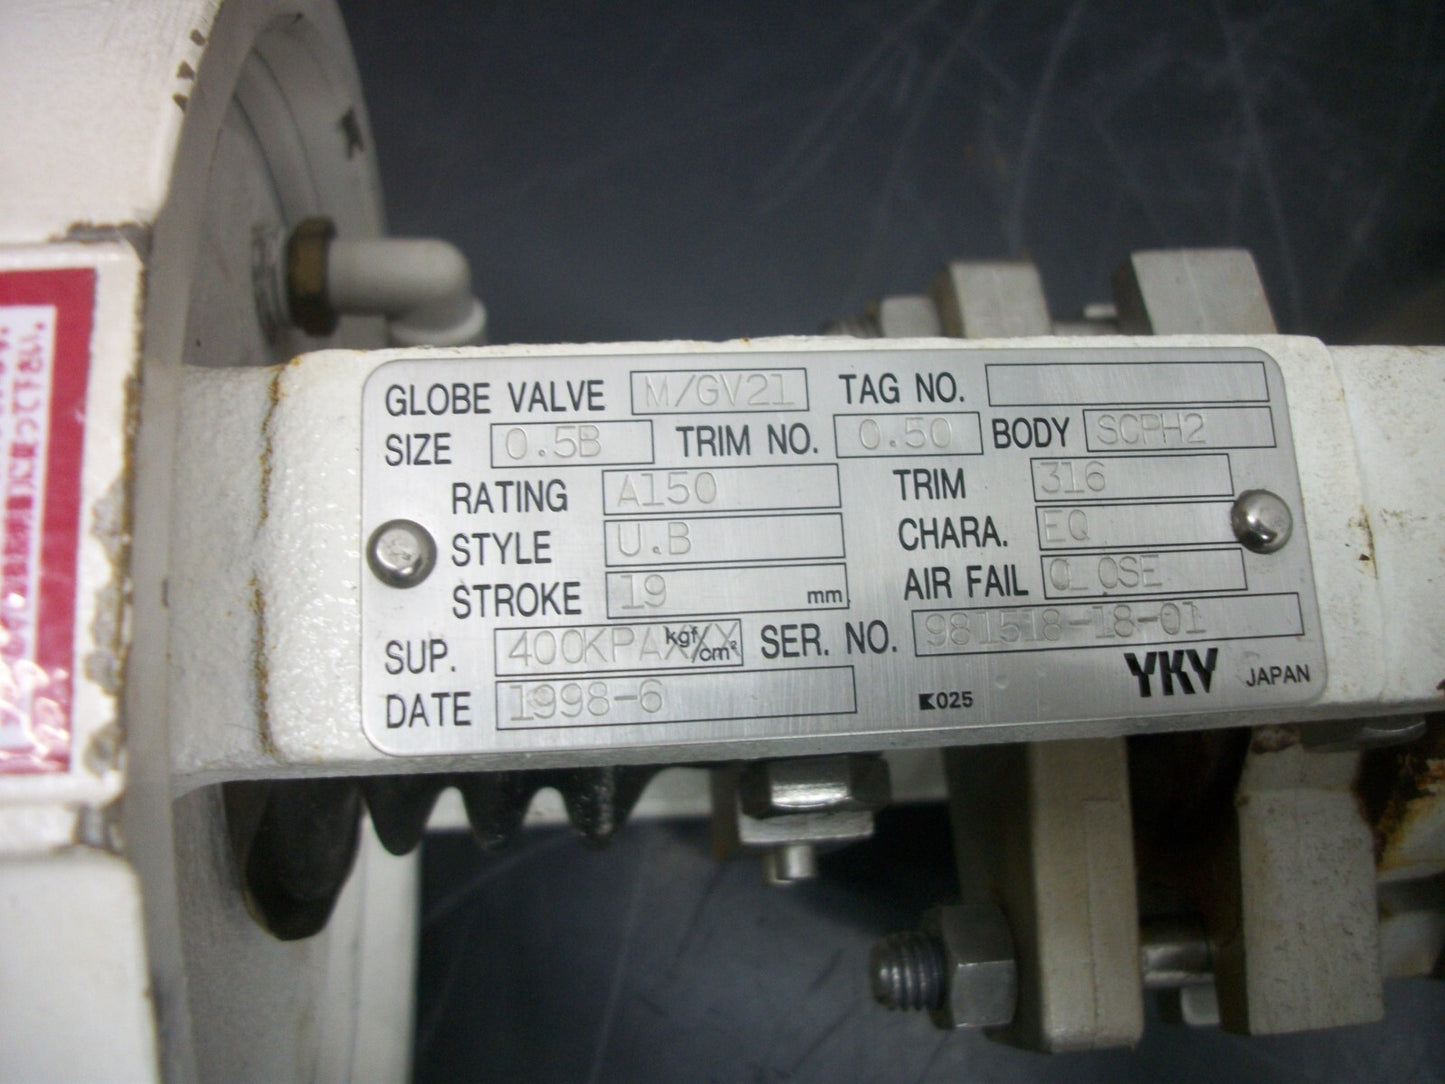 GLOBE VALVE M/GV21 TAG NO.
SIZE 0.5B TRIM NO. 0.50 BODY SCPH2
RATING A150 TRIM 316
STYLE U.B CHARA. EQ
STROKE 19 mm AIR FAIL CLOSE
SUP. 400KPAXXX kgf/cm² SER. NO. 981518-18-01
DATE 1998-6 K025 YKV JAPAN